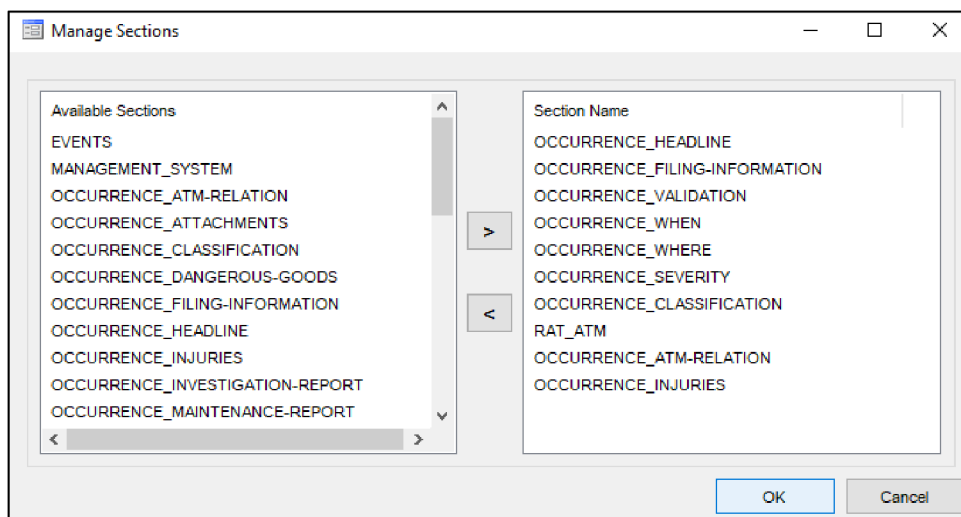 Manage Sections
Available Sections
EVENTS
MANAGEMENT_SYSTEM
OCCURRENCE_ATM-RELATION
OCCURRENCE_ATTACHMENTS
OCCURRENCE_CLASSIFICATION
OCCURRENCE_DANGEROUS-GOODS
OCCURRENCE_FILING-INFORMATION
OCCURRENCE_HEADLINE
OCCURRENCE_INJURIES
OCCURRENCE_INVESTIGATION-REPORT
OCCURRENCE_MAINTENANCE-REPORT
>
<
Section Name
OCCURRENCE_HEADLINE
OCCURRENCE_FILING-INFORMATION
OCCURRENCE_VALIDATION
OCCURRENCE_WHEN
OCCURRENCE_WHERE
OCCURRENCE_SEVERITY
OCCURRENCE_CLASSIFICATION
RAT_ATM
OCCURRENCE_ATM-RELATION
OCCURRENCE_INJURIES
OK
Cancel